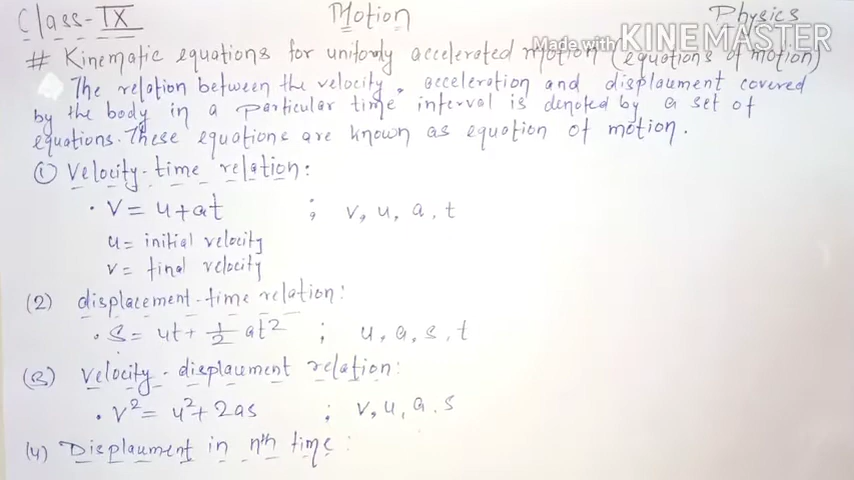 Class-IX Motion Physics
Made with KINEMASTER
# Kinematic equations for uniformly accelerated motion (equations of motion)
The relation between the velocity, acceleration and displaument covered
by the body in a particular time interval is denoted by a set of
equations. These equations are known as equation of motion.
① Velocity-time relation:
• V = u+at ; v, u, a, t
u = initial velocity
v = final velocity
(2) displacement-time relation:
• S = ut + 1/2 at² ; u, a, s, t
(3) Velocity-displaument relation:
• V² = u² + 2as ; v, u, a, s
(4) Displaument in nth time: